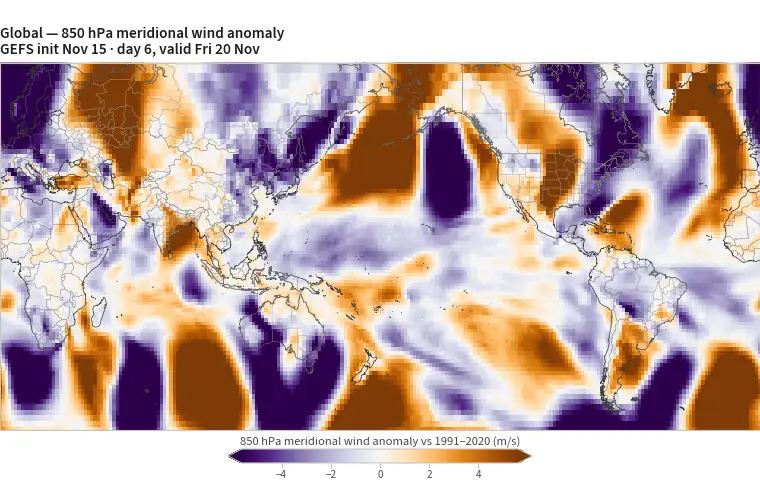 Global — 850 hPa meridional wind anomaly
GEFS init Nov 15 · day 6, valid Fri 20 Nov
850 hPa meridional wind anomaly vs 1991–2020 (m/s)
−4 −2 0 2 4